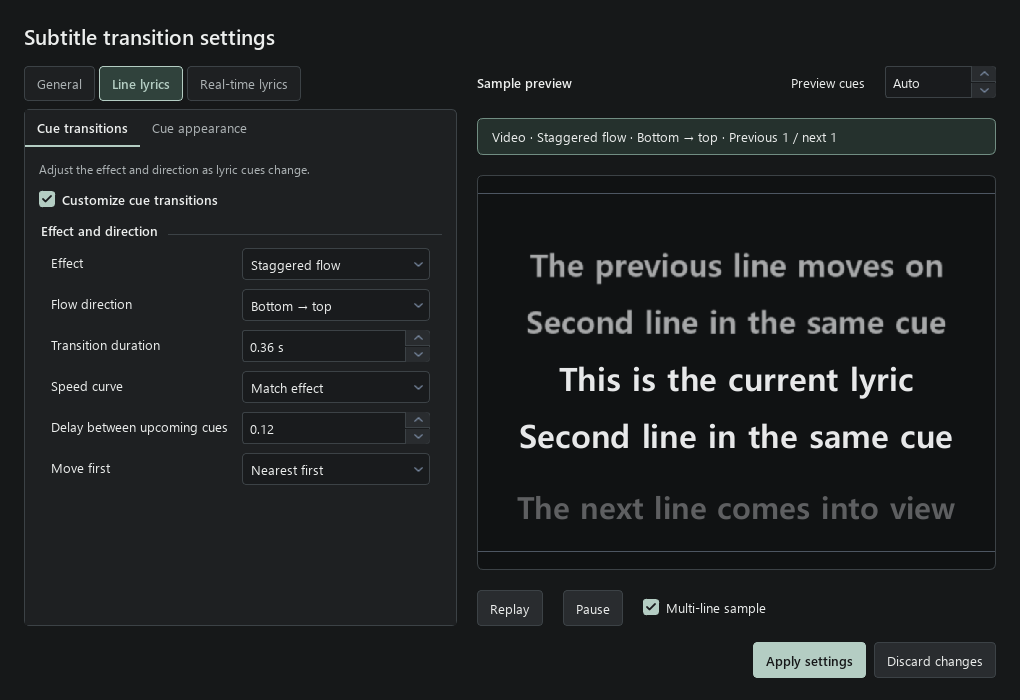 Subtitle transition settings
General
Line lyrics
Real-time lyrics
Cue transitions
Cue appearance
Adjust the effect and direction as lyric cues change.
Customize cue transitions
Effect and direction
Effect
Staggered flow
Flow direction
Bottom → top
Transition duration
0.36 s
Speed curve
Match effect
Delay between upcoming cues
0.12
Move first
Nearest first
Sample preview
Preview cues
Auto
Video · Staggered flow · Bottom → top · Previous 1 / next 1
The previous line moves on
Second line in the same cue
This is the current lyric
Second line in the same cue
The next line comes into view
Replay
Pause
Multi-line sample
Apply settings
Discard changes